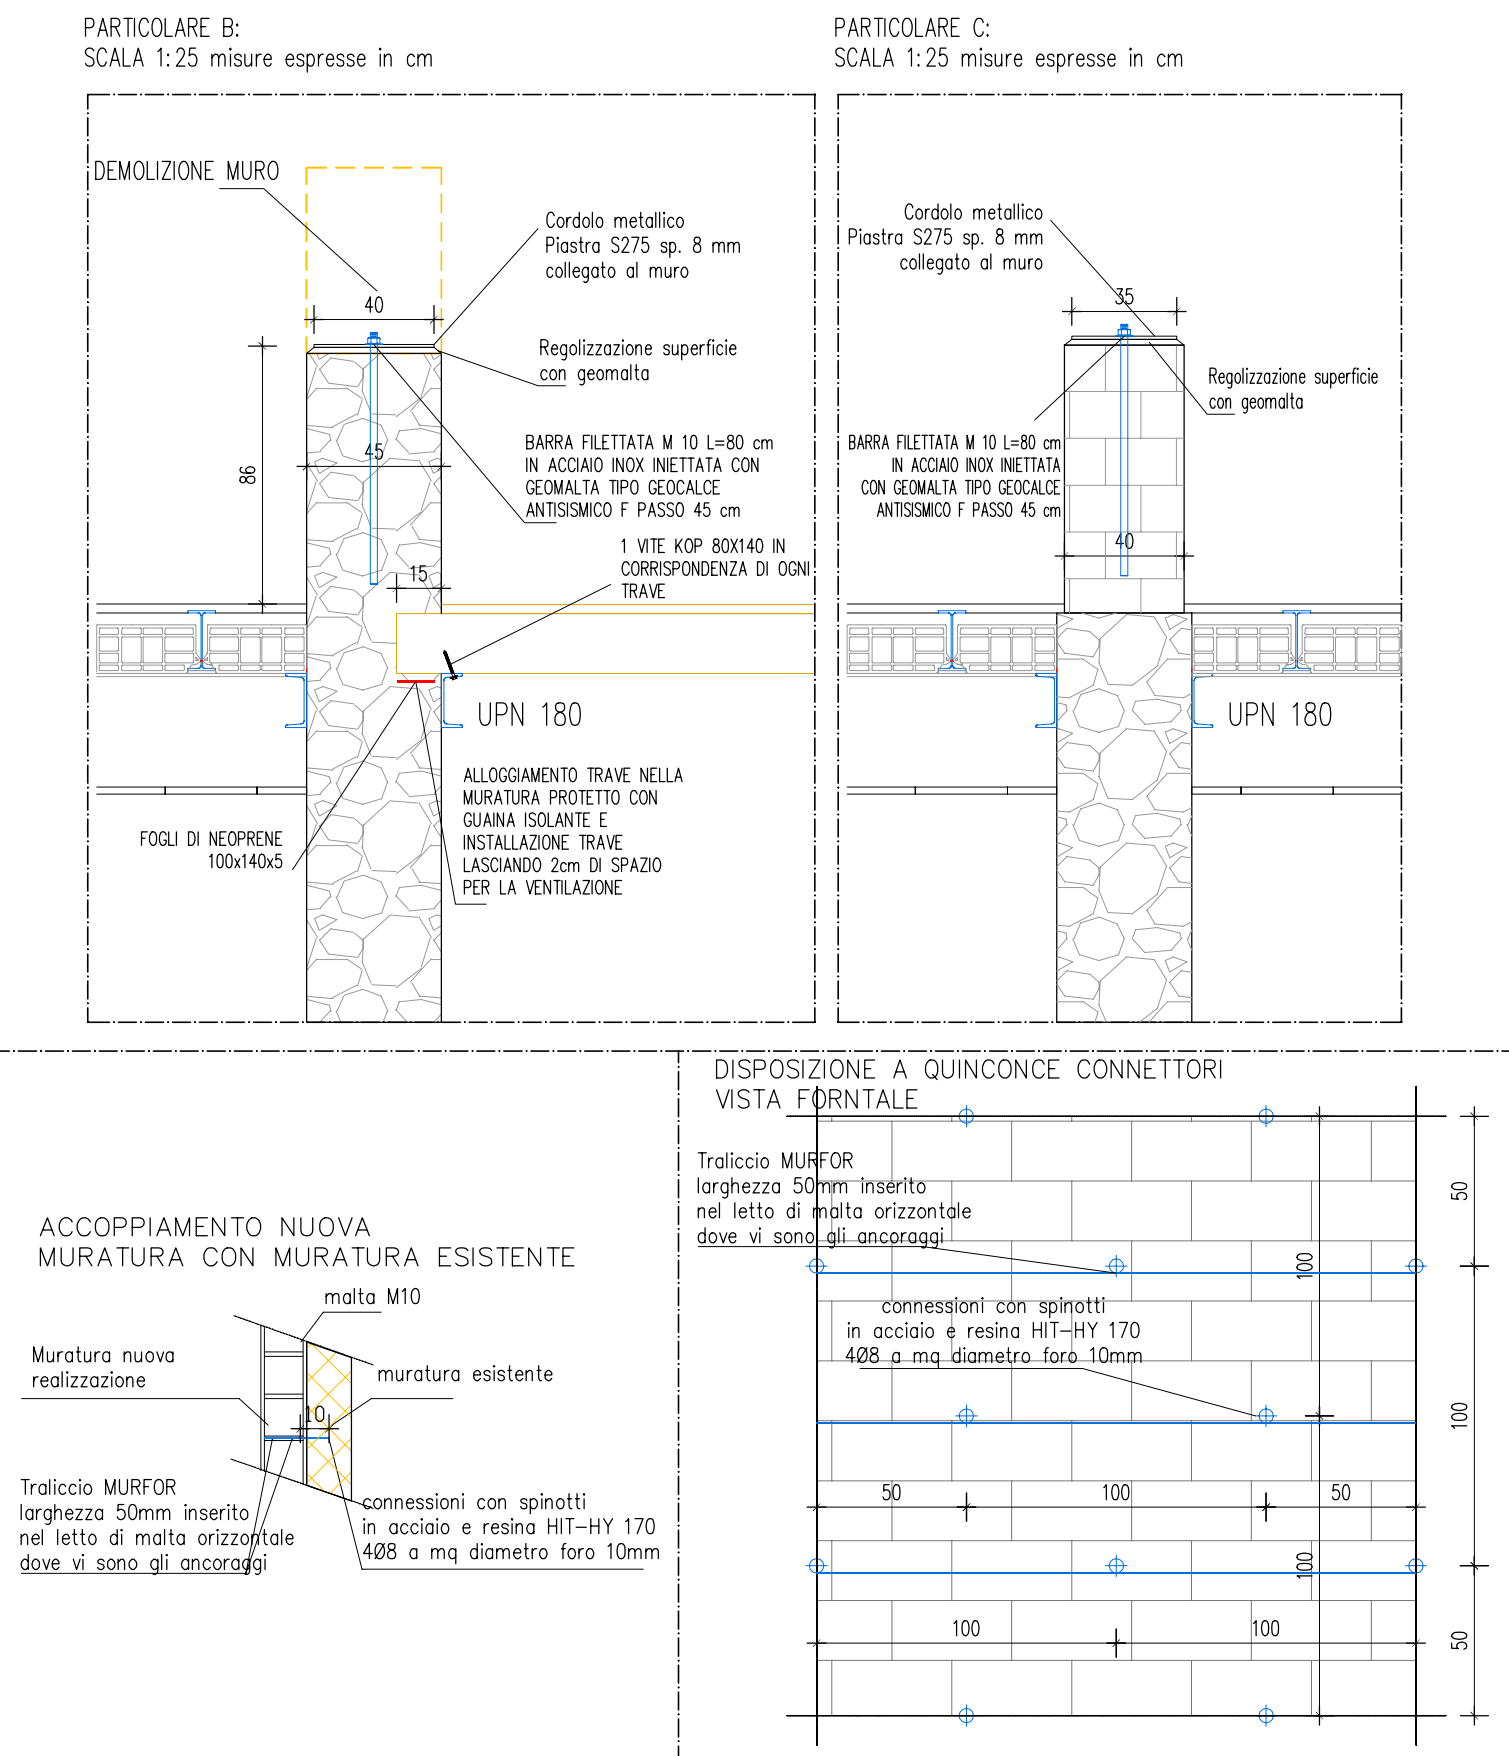 PARTICOLARE B:
SCALA 1:25 misure espresse in cm
DEMOLIZIONE MURO
Cordolo metallico
Piastra S275 sp. 8 mm
collegato al muro
40
Regolizzazione superficie
con geomalta
86
45
BARRA FILETTATA M 10 L=80 cm
IN ACCIAIO INOX INIETTATA CON
GEOMALTA TIPO GEOCALCE
ANTISISMICO F PASSO 45 cm
1 VITE KOP 80X140 IN
CORRISPONDENZA DI OGNI
TRAVE
15
UPN 180
ALLOGGIAMENTO TRAVE NELLA
MURATURA PROTETTO CON
GUAINA ISOLANTE E
INSTALLAZIONE TRAVE
LASCIANDO 2cm DI SPAZIO
PER LA VENTILAZIONE
FOGLI DI NEOPRENE
100x140x5
PARTICOLARE C:
SCALA 1:25 misure espresse in cm
Cordolo metallico
Piastra S275 sp. 8 mm
collegato al muro
35
Regolizzazione superficie
con geomalta
BARRA FILETTATA M 10 L=80 cm
IN ACCIAIO INOX INIETTATA
CON GEOMALTA TIPO GEOCALCE
ANTISISMICO F PASSO 45 cm
40
UPN 180
ACCOPPIAMENTO NUOVA
MURATURA CON MURATURA ESISTENTE
malta M10
Muratura nuova
realizzazione
muratura esistente
10
Traliccio MURFOR
larghezza 50mm inserito
nel letto di malta orizzontale
dove vi sono gli ancoraggi
connessioni con spinotti
in acciaio e resina HIT-HY 170
4Ø8 a mq diametro foro 10mm
DISPOSIZIONE A QUINCONCE CONNETTORI
VISTA FORNTALE
Traliccio MURFOR
larghezza 50mm inserito
nel letto di malta orizzontale
dove vi sono gli ancoraggi
50
100
connessioni con spinotti
in acciaio e resina HIT-HY 170
4Ø8 a mq diametro foro 10mm
100
50
100
50
100
100
100
50